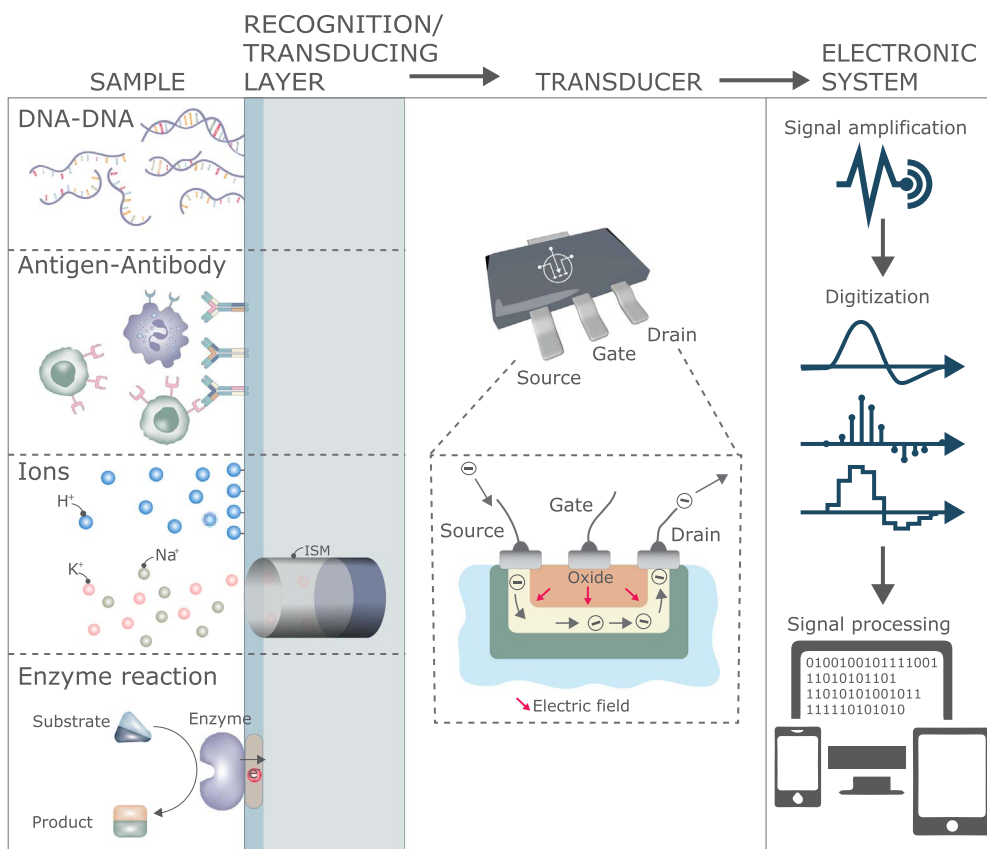 SAMPLE
RECOGNITION/
TRANSDUCING
LAYER
TRANSDUCER
ELECTRONIC
SYSTEM
DNA-DNA
Antigen-Antibody
Ions
H⁺
Na⁺
K⁺
ISM
Enzyme reaction
Substrate
Enzyme
e⁻
Product
Source
Gate
Drain
Source
Gate
Drain
Oxide
Electric field
Signal amplification
Digitization
Signal processing
0100100101111001
11010101101
11010101001011
111110101010